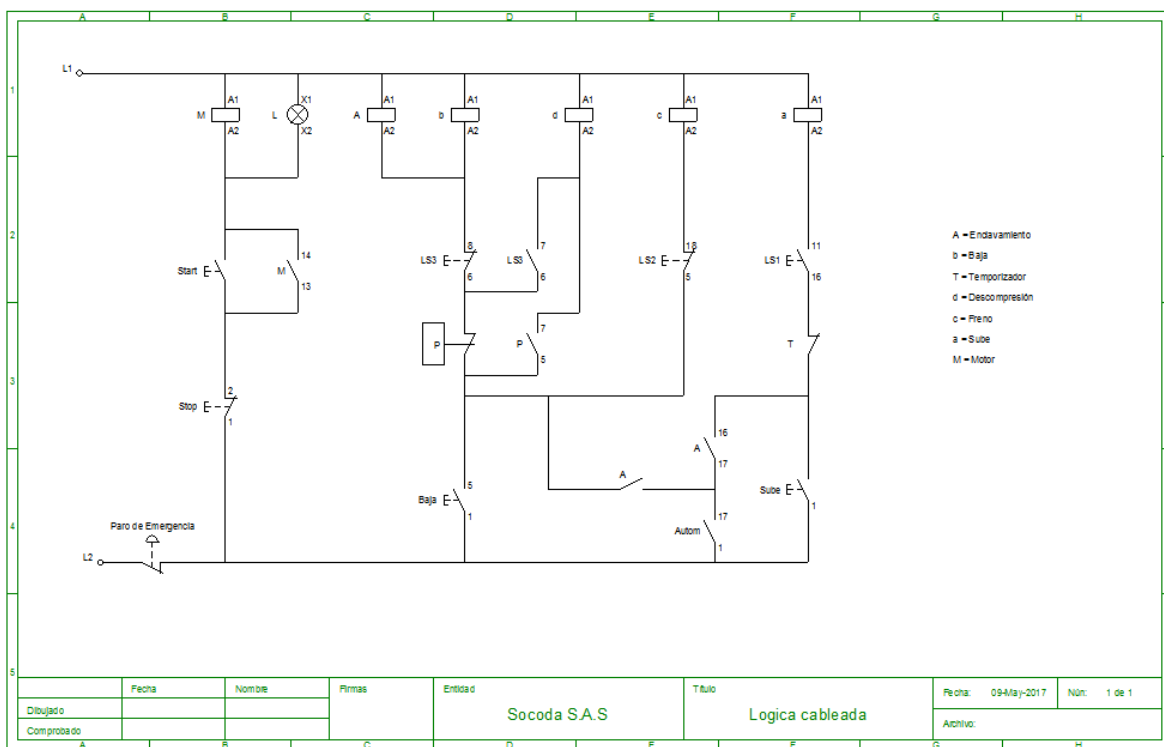 A B C D E F G H
1
L1
A1 X1 A1 A1 A1 A1 A1
M L A b d c a
A2 X2 A2 A2 A2 A2 A2
2
14 8 7 18 11
Start M LS3 LS3 LS2 LS1
13 6 6 5 16
A = Enclavamiento
b = Baja
T = Temporizador
d = Descompresión
c = Freno
a = Sube
M = Motor
7
P P T
5
3
2
Stop
1
16
A
17
A
5
Baja Sube
1 1
4
17
Autom
1
Paro de Emergencia
L2
5
Fecha Nombre Firmas Entidad Título
Fecha: 09-May-2017 Nún: 1 de 1
Dibujado
Socoda S.A.S Logica cableada
Comprobado
Archivo:
A B C D E F G H